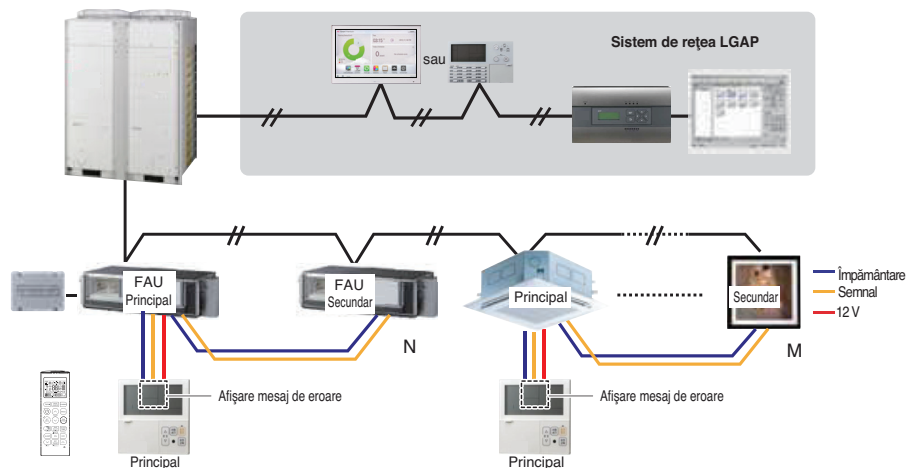 Sistem de rețea LGAP
sau
FAU
Principal
FAU
Secundar
Principal
Secundar
Împământare
Semnal
12 V
N
M
Afișare mesaj de eroare
Afișare mesaj de eroare
Principal
Principal